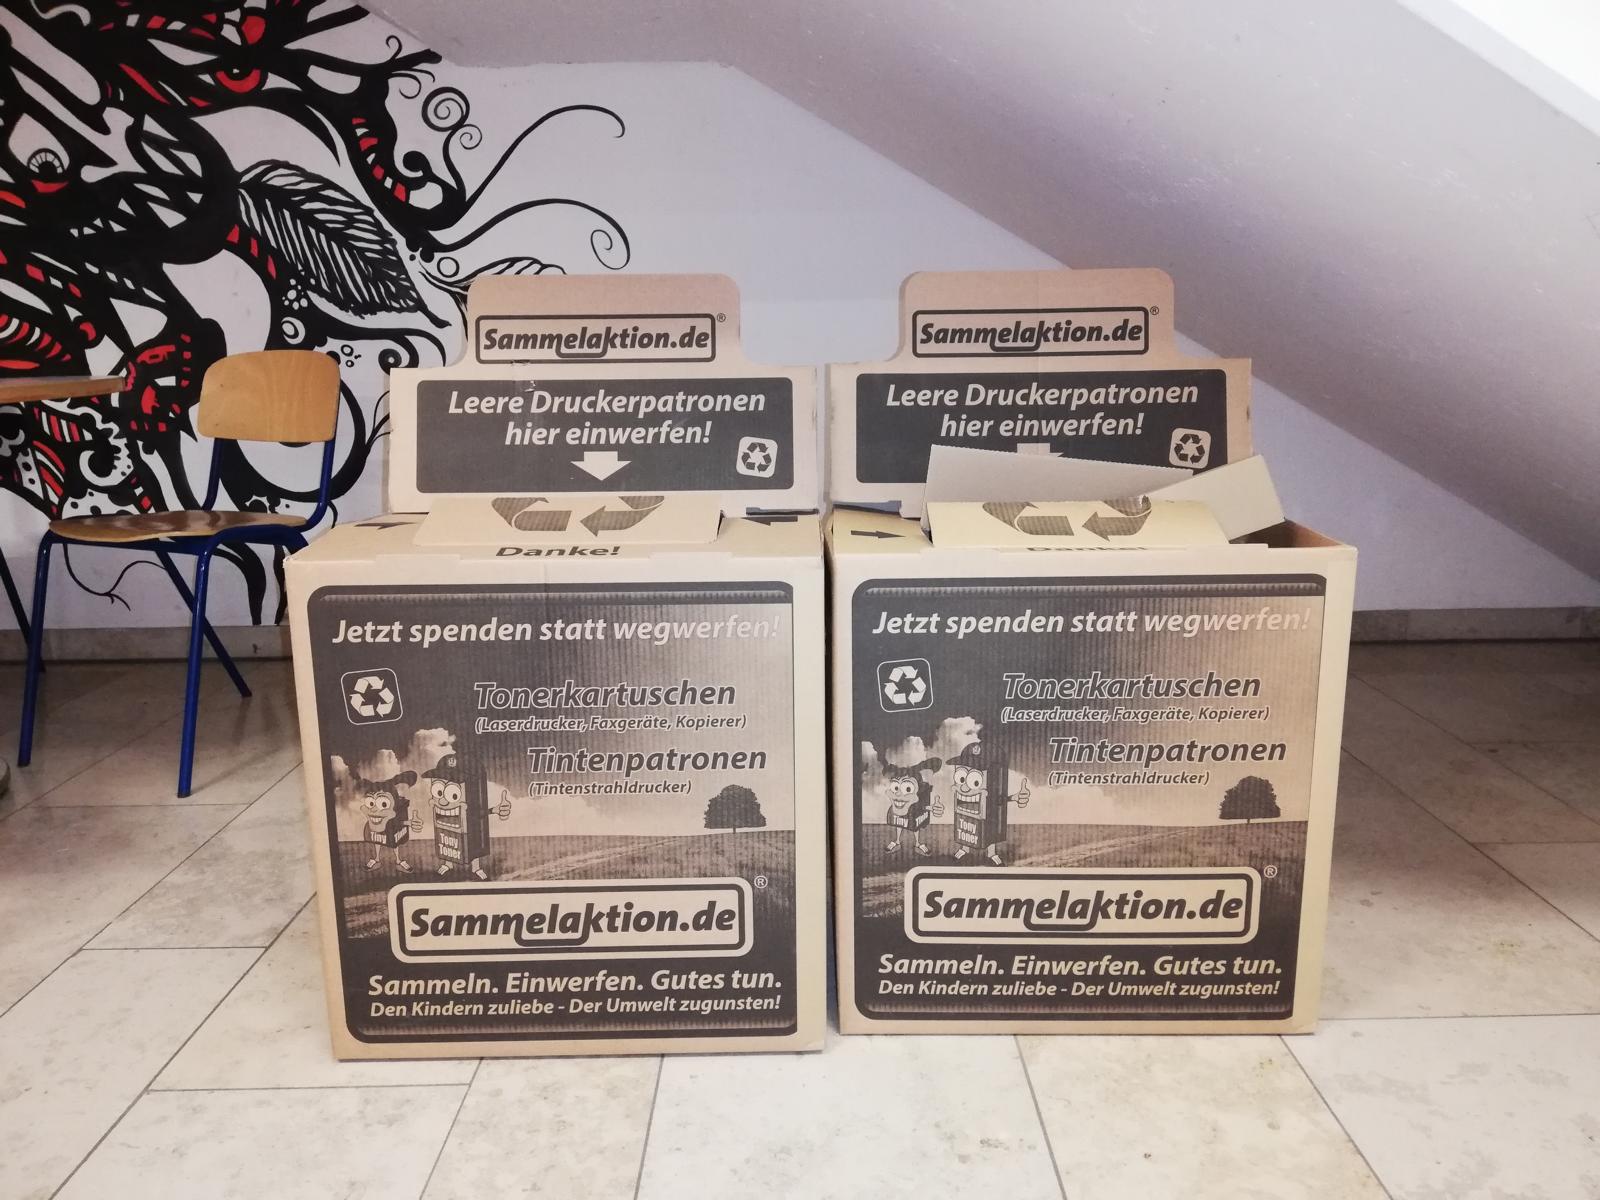 Sammelaktion.de®
Leere Druckerpatronen
hier einwerfen!
Danke!
Jetzt spenden statt wegwerfen!
Tonerkartuschen
(Laserdrucker, Faxgeräte, Kopierer)
Tintenpatronen
(Tintenstrahldrucker)
Tiny Tinte
Tony
Toner
Sammelaktion.de®
Sammeln. Einwerfen. Gutes tun.
Den Kindern zuliebe - Der Umwelt zugunsten!
Sammelaktion.de®
Leere Druckerpatronen
hier einwerfen!
Danke!
Jetzt spenden statt wegwerfen!
Tonerkartuschen
(Laserdrucker, Faxgeräte, Kopierer)
Tintenpatronen
(Tintenstrahldrucker)
Tiny
Tony
Toner
Sammelaktion.de®
Sammeln. Einwerfen. Gutes tun.
Den Kindern zuliebe - Der Umwelt zugunsten!